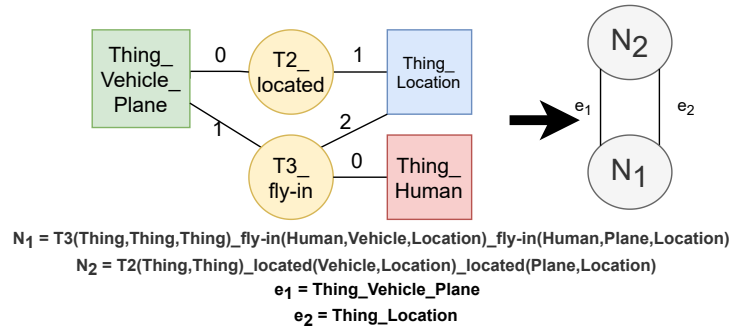 Thing_
Vehicle_
Plane
0
T2_
located
1
Thing_
Location
1
2
T3_
fly-in
0
Thing_
Human
N2
e1
e2
N1
N1 = T3(Thing,Thing,Thing)_fly-in(Human,Vehicle,Location)_fly-in(Human,Plane,Location)
N2 = T2(Thing,Thing)_located(Vehicle,Location)_located(Plane,Location)
e1 = Thing_Vehicle_Plane
e2 = Thing_Location